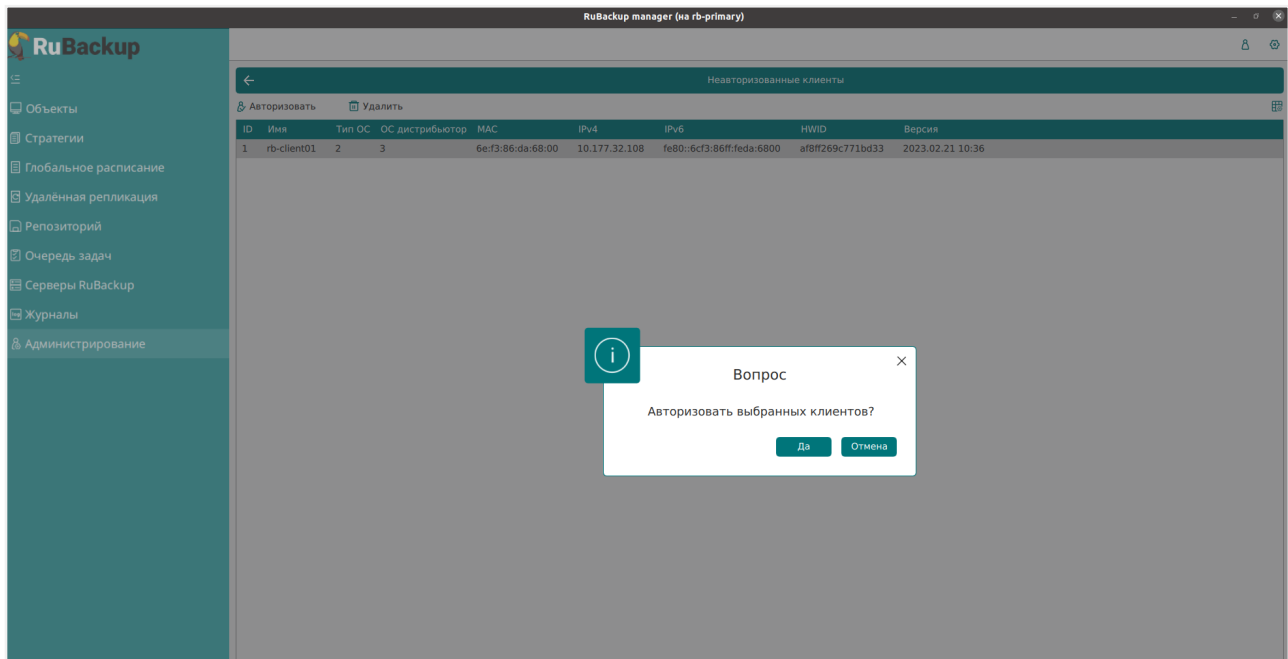 RuBackup manager (на rb-primary)
RuBackup
Объекты
Стратегии
Глобальное расписание
Удалённая репликация
Репозиторий
Очередь задач
Серверы RuBackup
Журналы
Администрирование
Неавторизованные клиенты
Авторизовать Удалить
ID Имя Тип ОС ОС дистрибьютор MAC IPv4 IPv6 HWID Версия
1 rb-client01 2 3 6e:f3:86:da:68:00 10.177.32.108 fe80::6cf3:86ff:feda:6800 af8ff269c771bd33 2023.02.21 10:36
Вопрос
Авторизовать выбранных клиентов?
Да Отмена